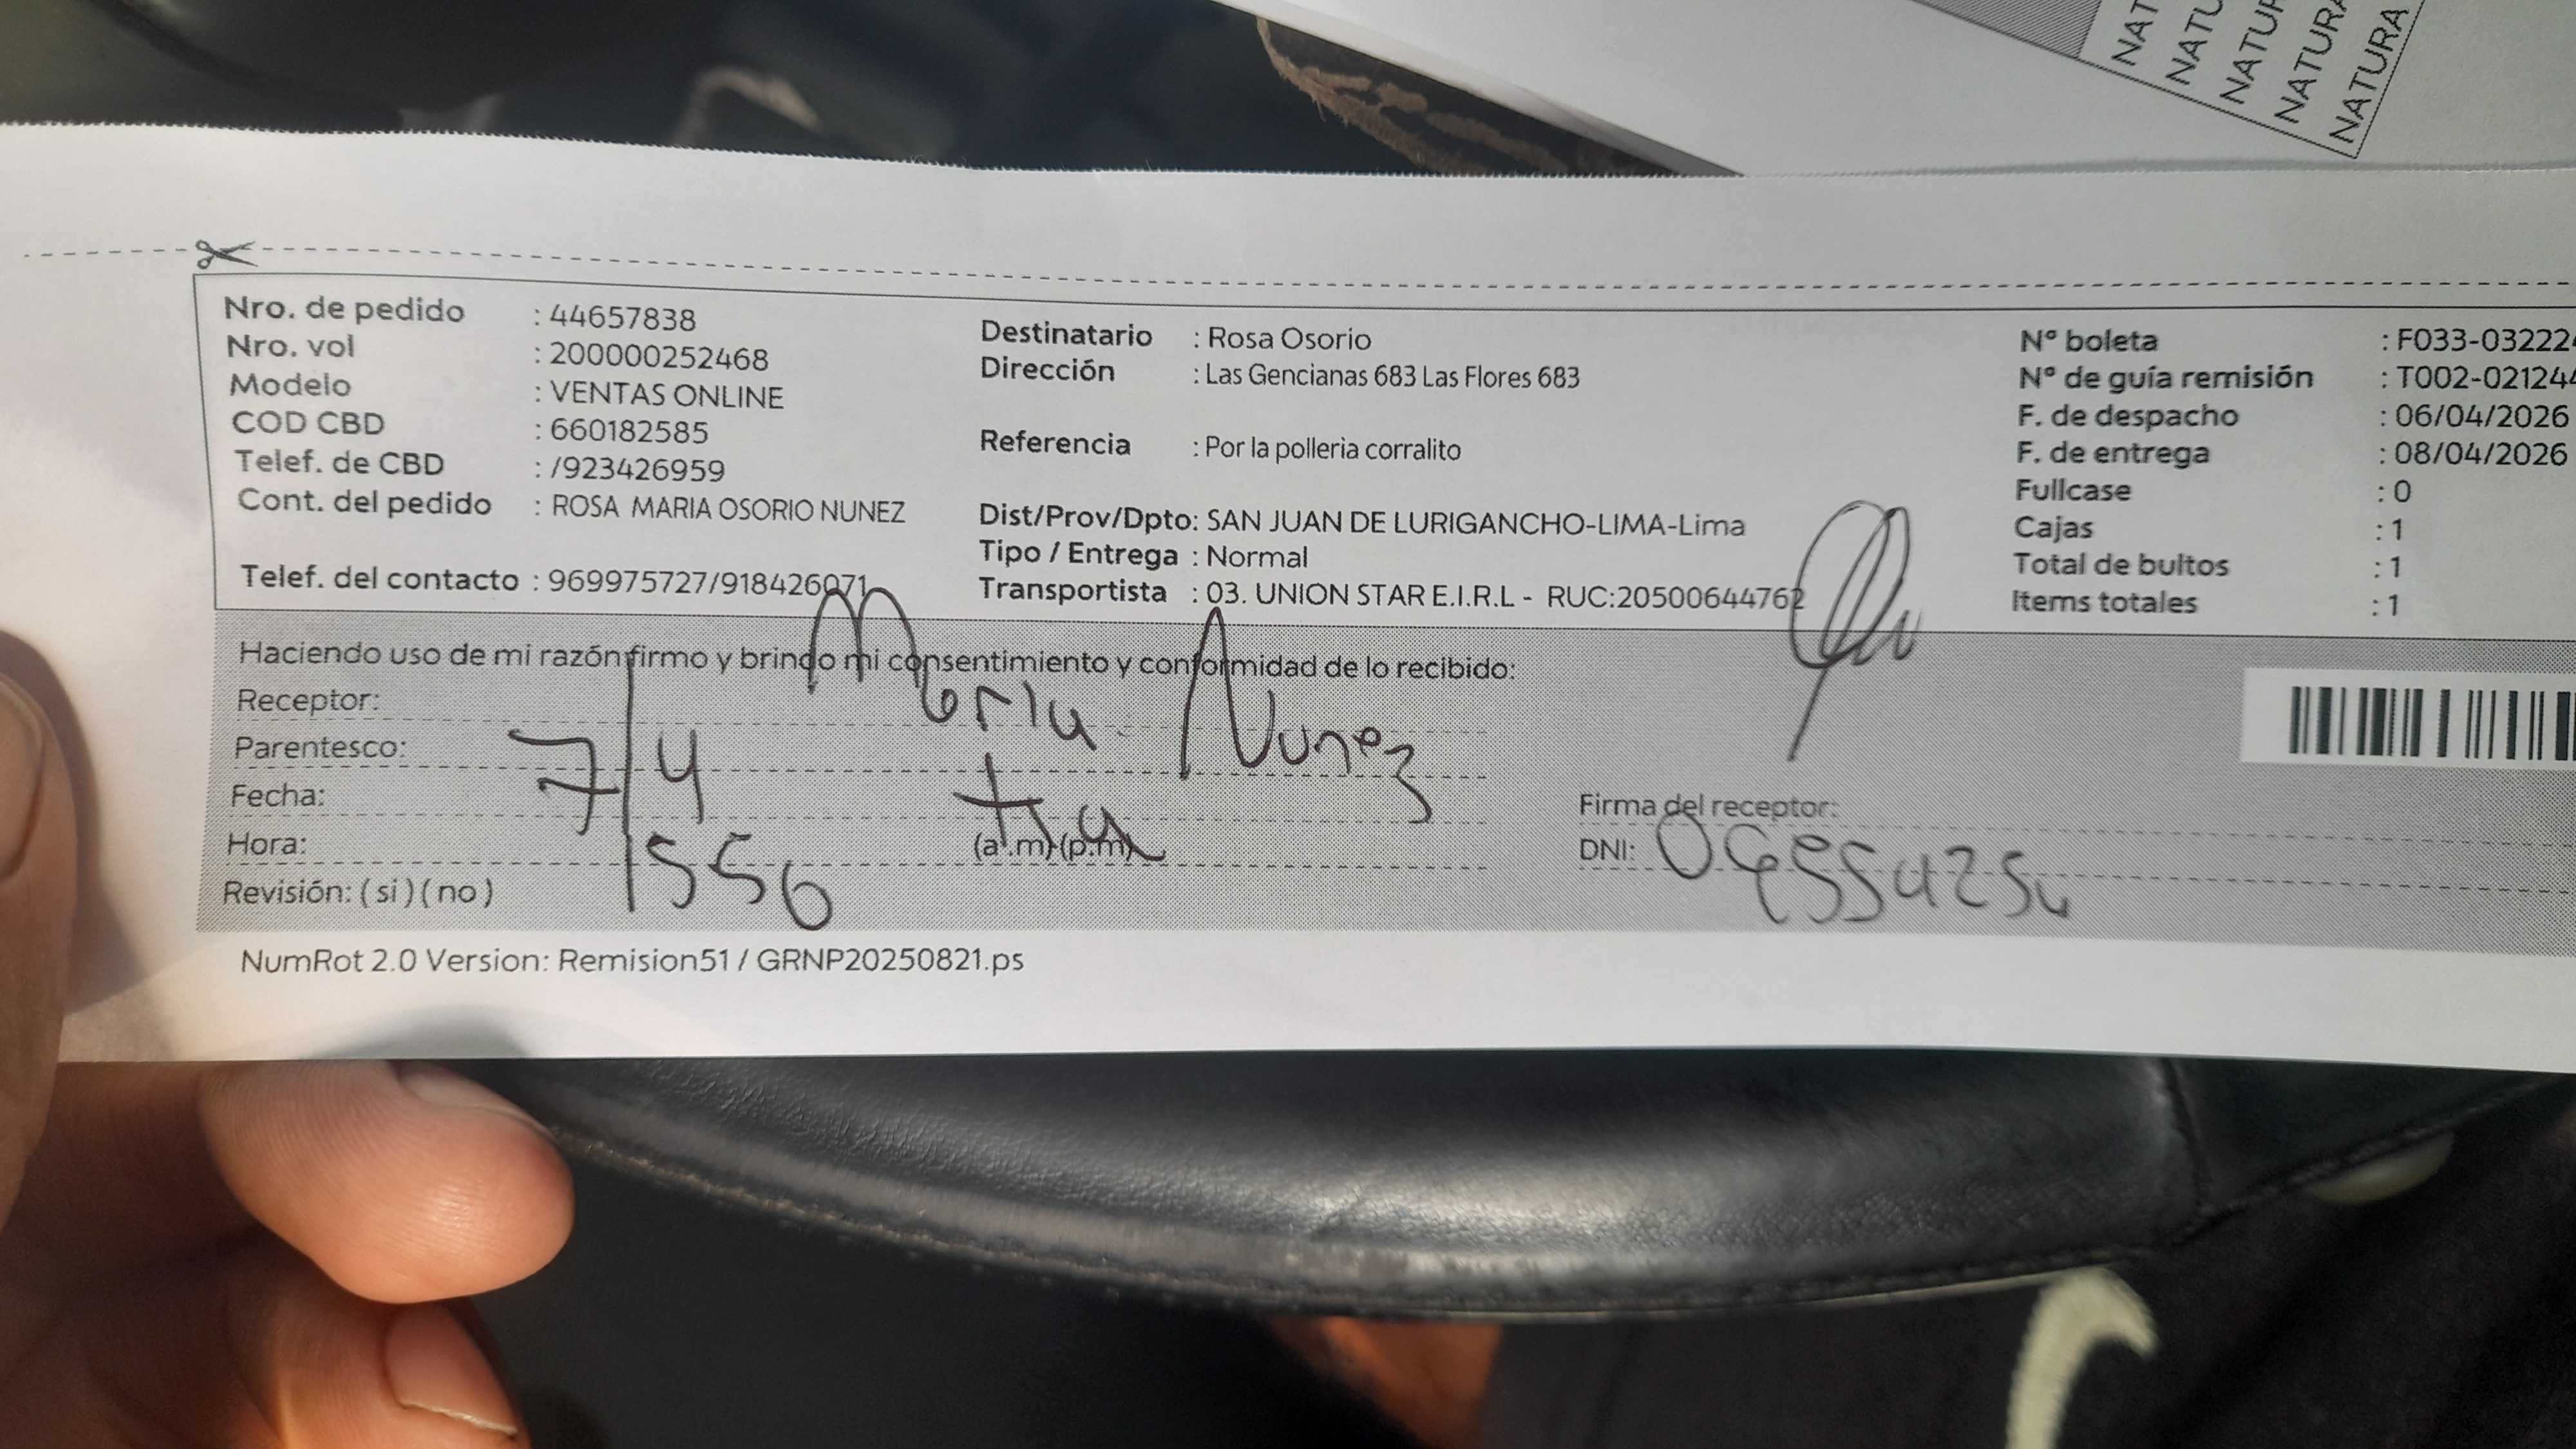 NATURA
NATURA
NATURA
NATURA
NATURA
Nro. de pedido : 44657838
Nro. vol : 200000252468
Modelo : VENTAS ONLINE
COD CBD : 660182585
Telef. de CBD : /923426959
Cont. del pedido : ROSA MARIA OSORIO NUNEZ
Telef. del contacto : 969975727/918426071
Destinatario : Rosa Osorio
Dirección : Las Gencianas 683 Las Flores 683
Referencia : Por la polleria corralito
Dist/Prov/Dpto: SAN JUAN DE LURIGANCHO-LIMA-Lima
Tipo / Entrega : Normal
Transportista : 03. UNION STAR E.I.R.L - RUC:20500644762
N° boleta : F033-03222
N° de guía remisión : T002-02124
F. de despacho : 06/04/2026
F. de entrega : 08/04/2026
Fullcase : 0
Cajas : 1
Total de bultos : 1
Items totales : 1
Haciendo uso de mi razón firmo y brindo mi consentimiento y conformidad de lo recibido:
Receptor: Maria Nunez
Parentesco: tia
Fecha: 7/4
Hora: 1556 (a.m) (p.m)
Revisión: ( si ) ( no )
Firma del receptor:
DNI:
NumRot 2.0 Version: Remision51 / GRNP20250821.ps